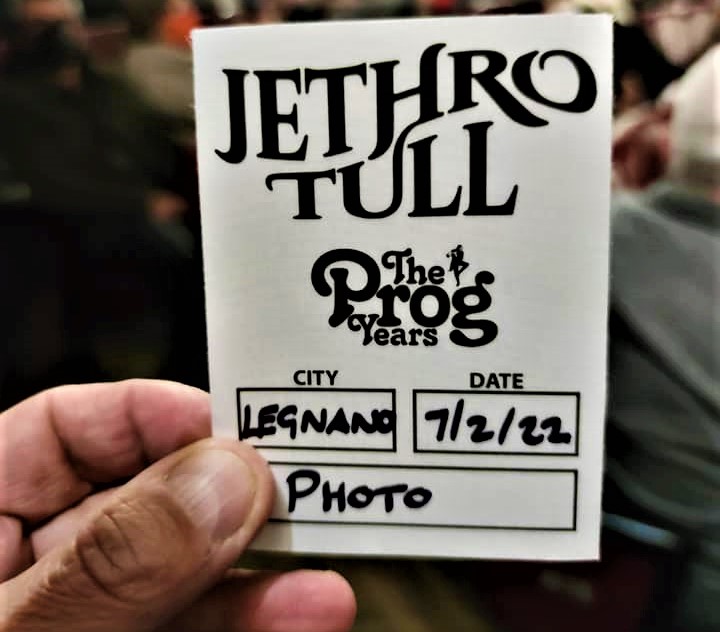 JETHRO
TULL
The
Prog
Years
CITY DATE
LEGNANO 7/2/22
PHOTO